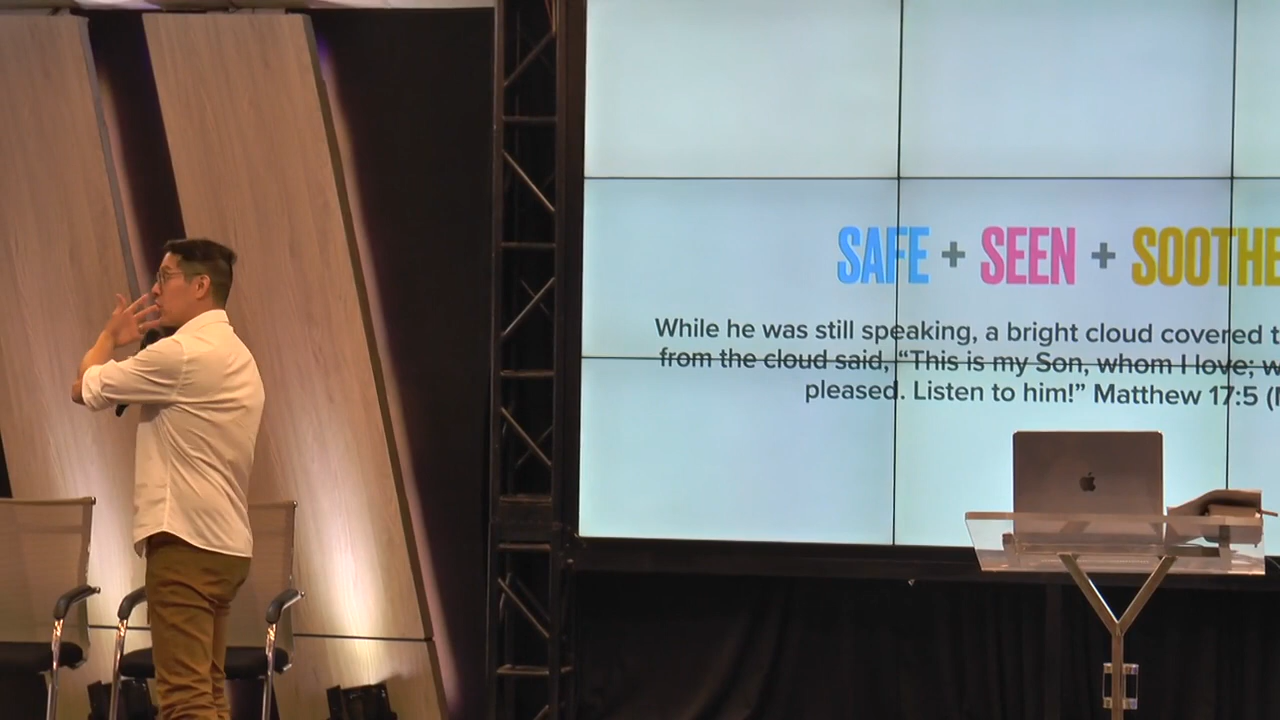 SAFE + SEEN + SOOTHE
While he was still speaking, a bright cloud covered
from the cloud said, “This is my Son, whom I love;
pleased. Listen to him!” Matthew 17:5